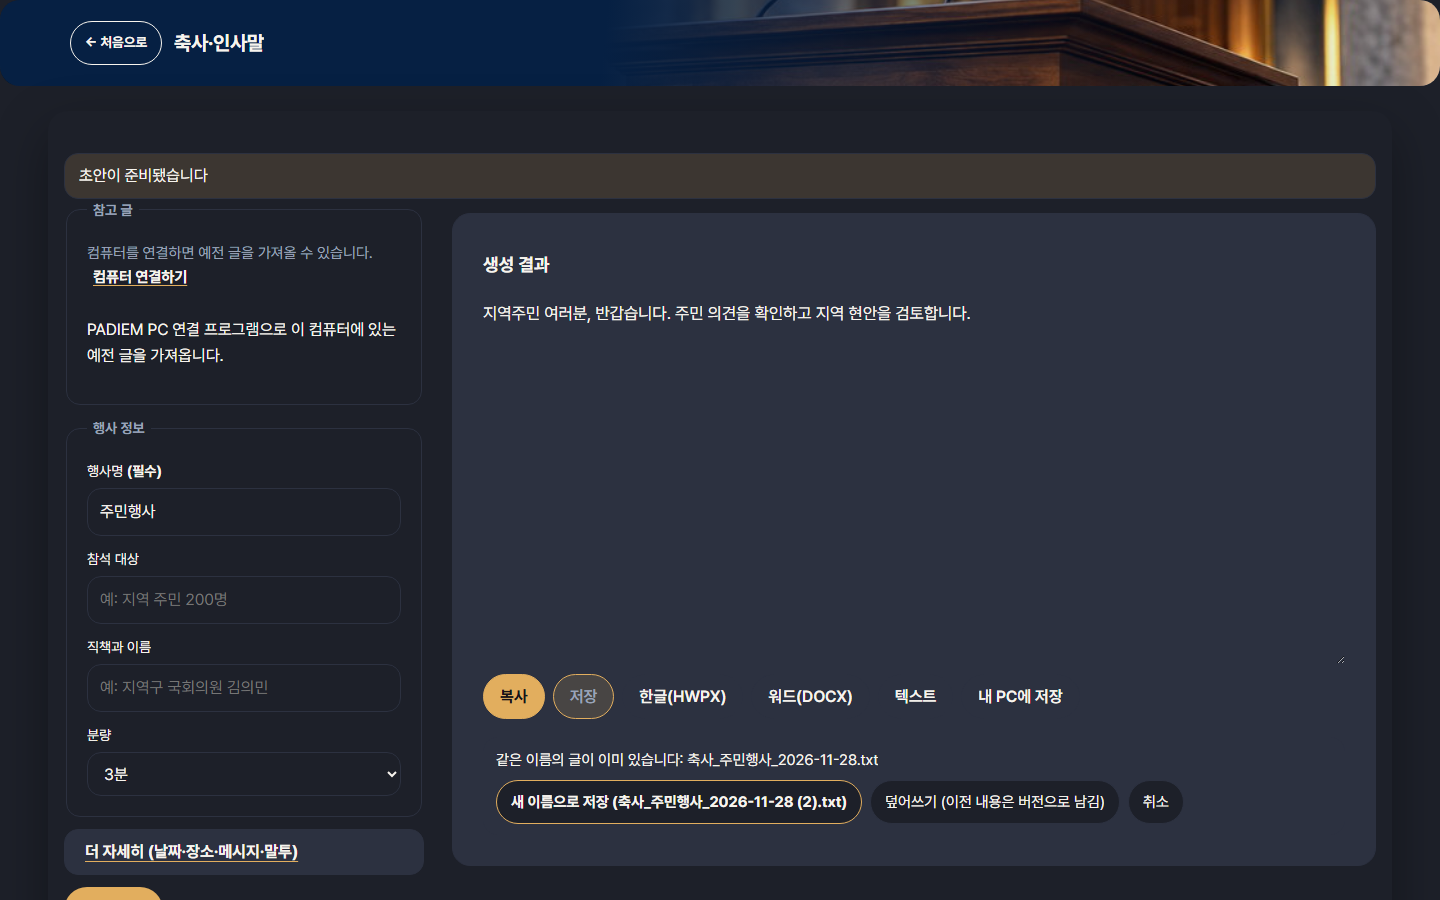 ← 처음으로
축사·인사말
초안이 준비됐습니다
참고 글
컴퓨터를 연결하면 예전 글을 가져올 수 있습니다.
컴퓨터 연결하기
PADIEM PC 연결 프로그램으로 이 컴퓨터에 있는
예전 글을 가져옵니다.
행사 정보
행사명 (필수)
주민행사
참석 대상
예: 지역 주민 200명
직책과 이름
예: 지역구 국회의원 김의민
분량
3분
더 자세히 (날짜·장소·메시지·말투)
생성 결과
지역주민 여러분, 반갑습니다. 주민 의견을 확인하고 지역 현안을 검토합니다.
복사 저장 한글(HWPX) 워드(DOCX) 텍스트 내 PC에 저장
같은 이름의 글이 이미 있습니다: 축사_주민행사_2026-11-28.txt
새 이름으로 저장 (축사_주민행사_2026-11-28 (2).txt) 덮어쓰기 (이전 내용은 버전으로 남김) 취소